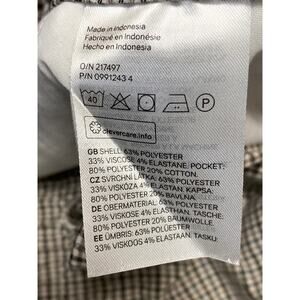 Made in Indonesia
Fabriqué en Indonésie
Hecho en Indonesia
O/N 217497
P/N 0991243 4
40 P
clevercare.info
GB SHELL: 63% POLYESTER
33% VISCOSE 4% ELASTANE. POCKET:
80% POLYESTER 20% COTTON.
CZ SVRCHNÍ LÁTKA: 63% POLYESTER
33% VISKÓZA 4% ELASTAN. KAPSA:
80% POLYESTER 20% BAVLNA.
DE OBERMATERIAL: 63% POLYESTER
33% VISKOSE 4% ELASTHAN. TASCHE:
80% POLYESTER 20% BAUMWOLLE.
EE ÜMBRIS: 63% POLÜESTER
33% VISKOOS 4% ELASTAAN. TASKU: